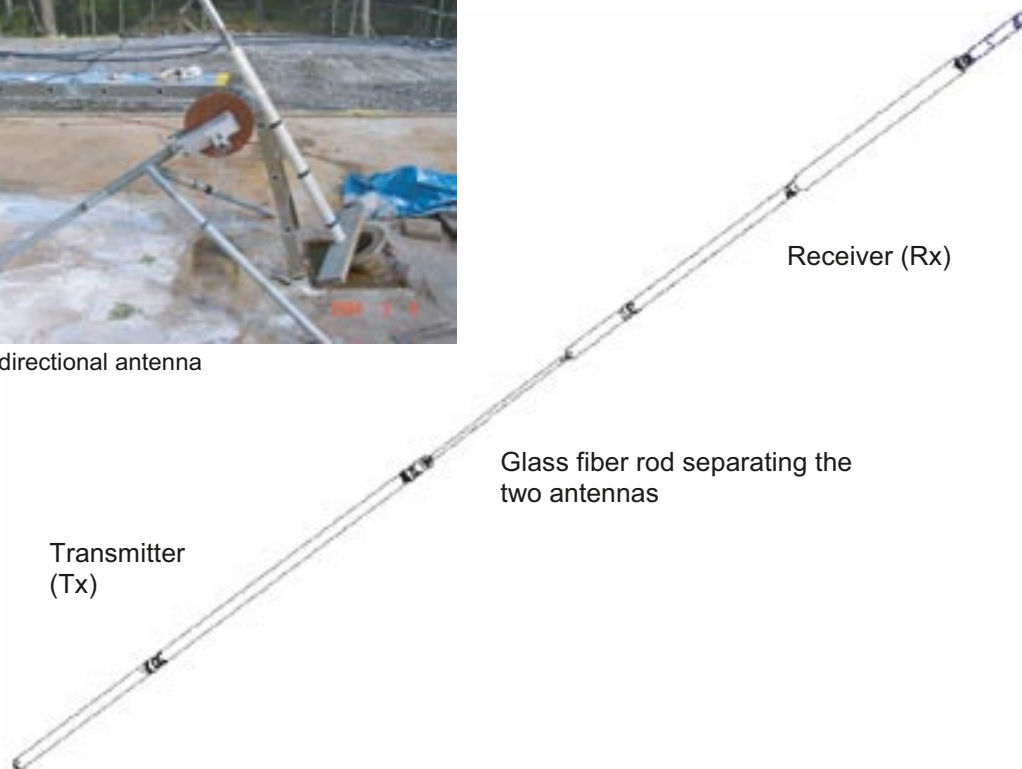 directional antenna
Receiver (Rx)
Glass fiber rod separating the
two antennas
Transmitter
(Tx)